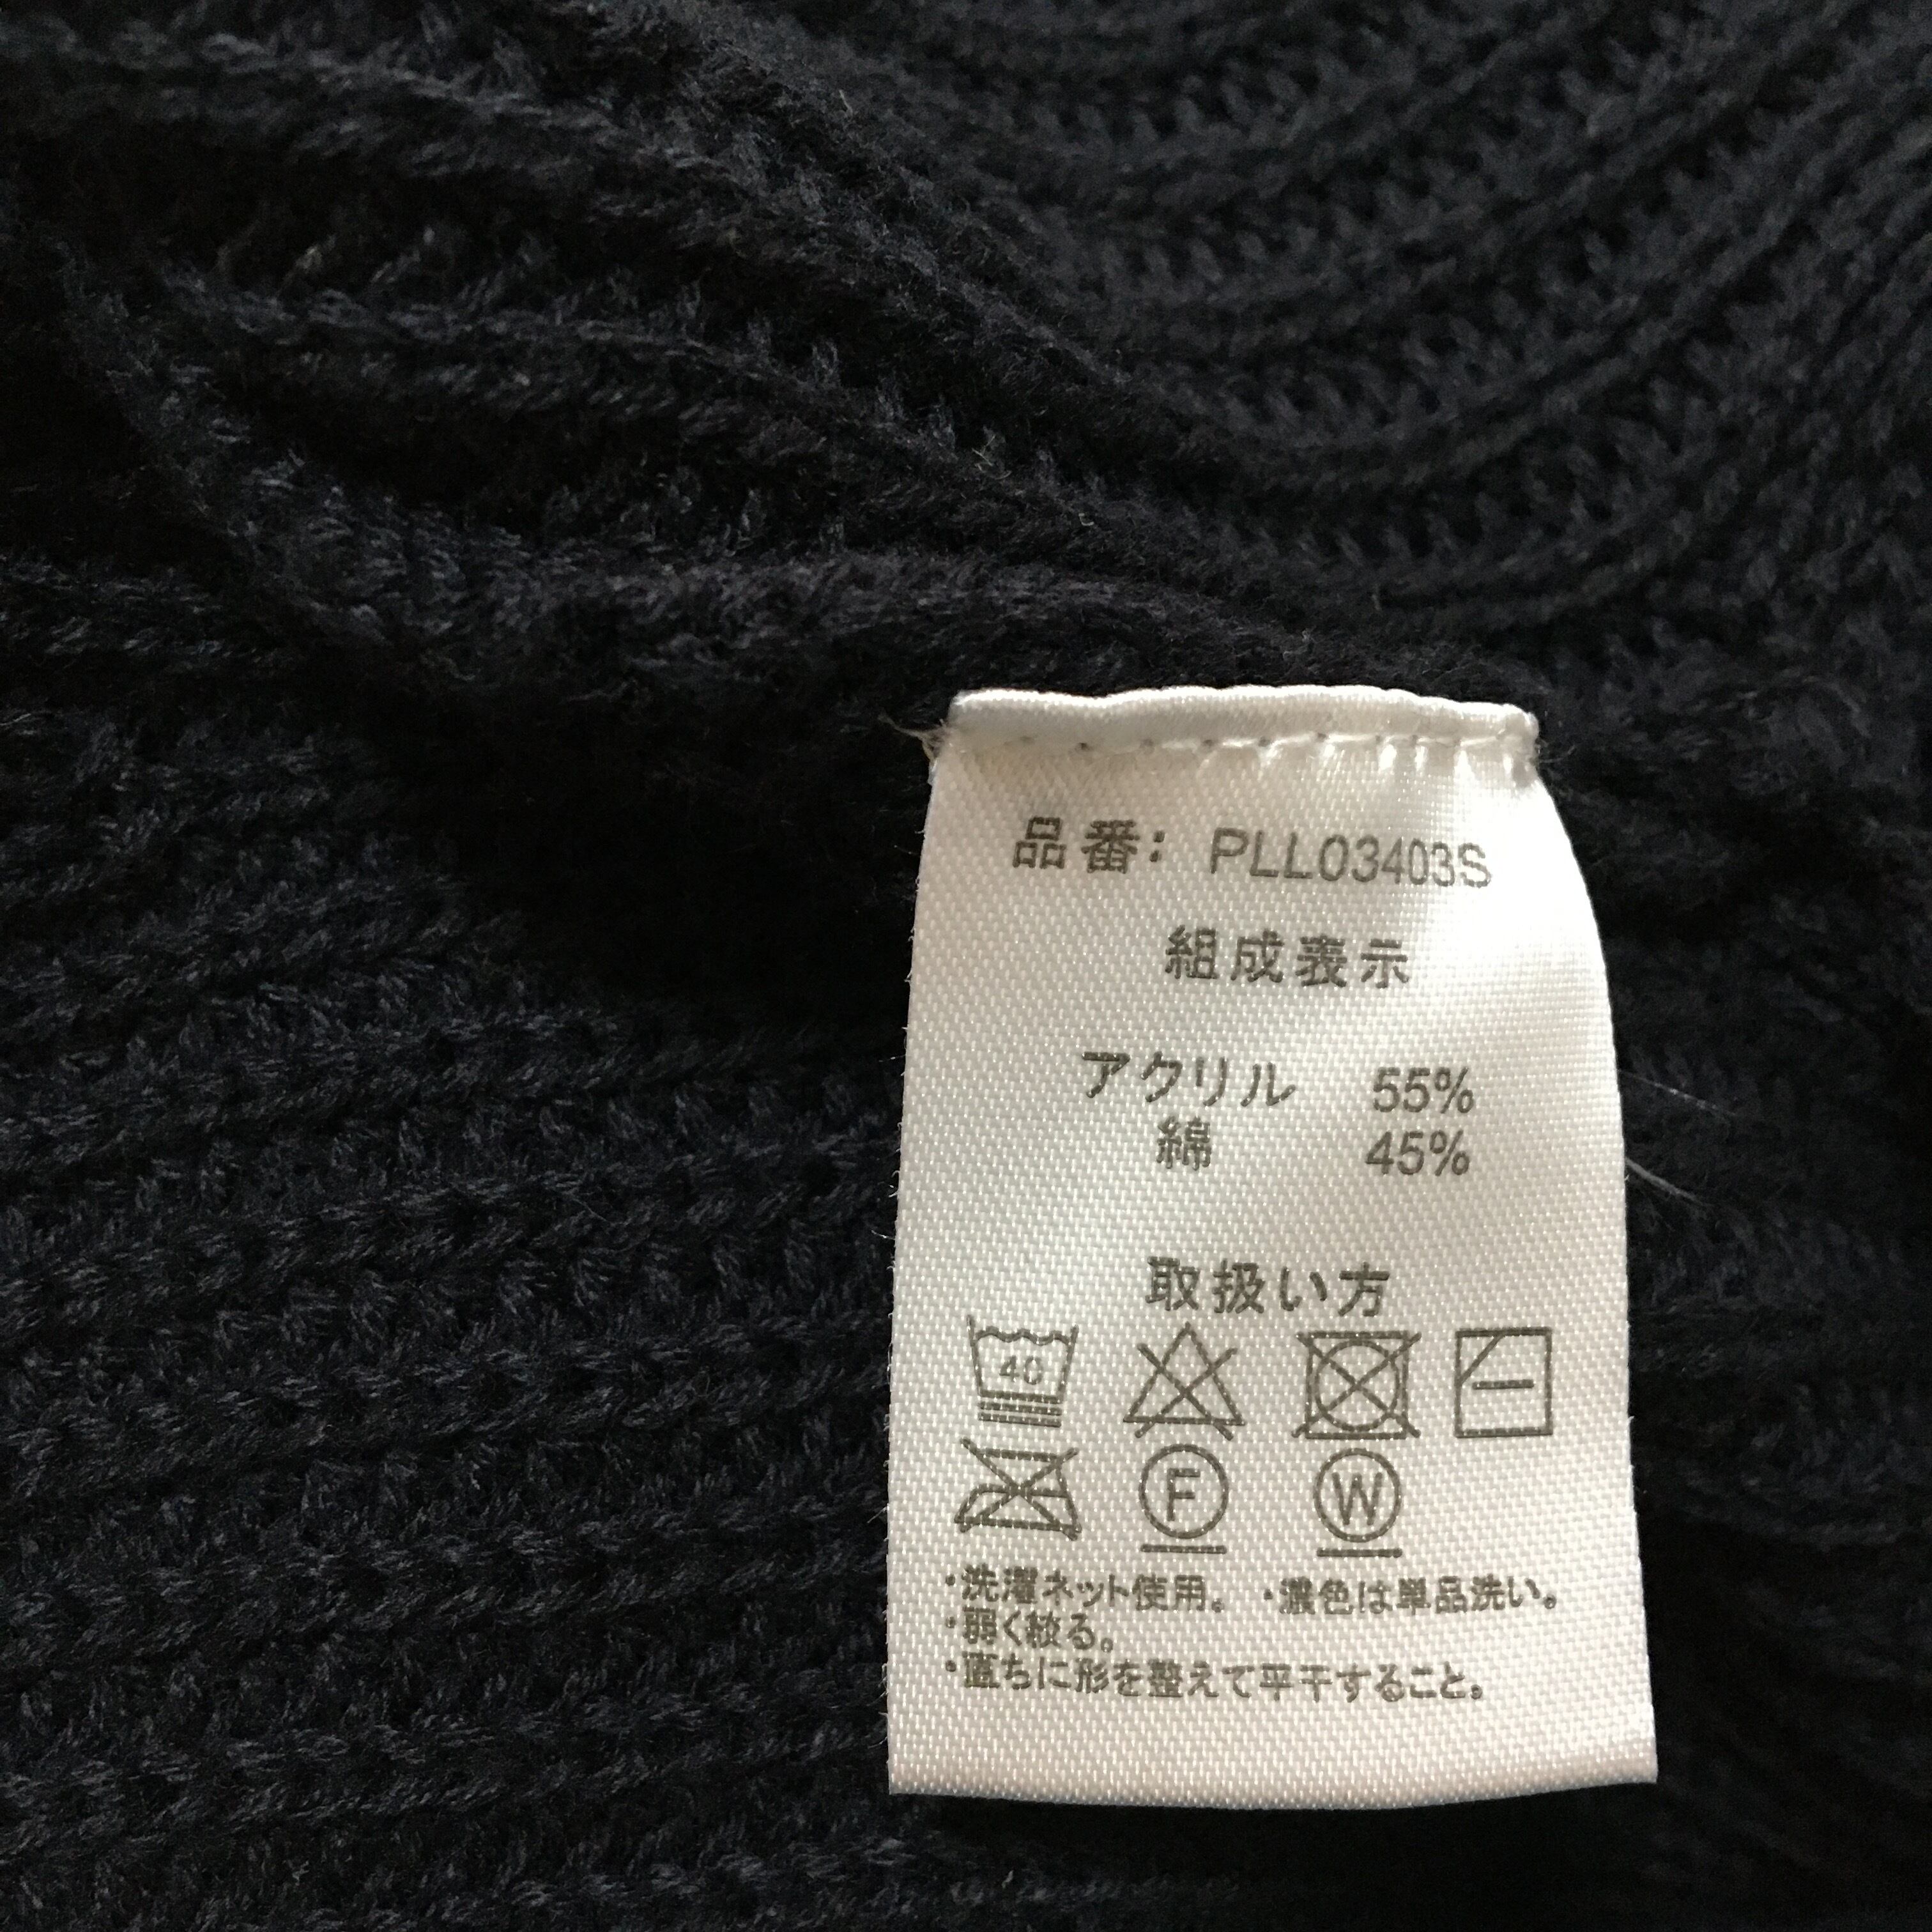 品番: PLL03403S
組成表示
アクリル 55%
綿 45%
取扱い方
40
F W
・洗濯ネット使用。 ・濃色は単品洗い。
・弱く絞る。
・直ちに形を整えて平干すること。